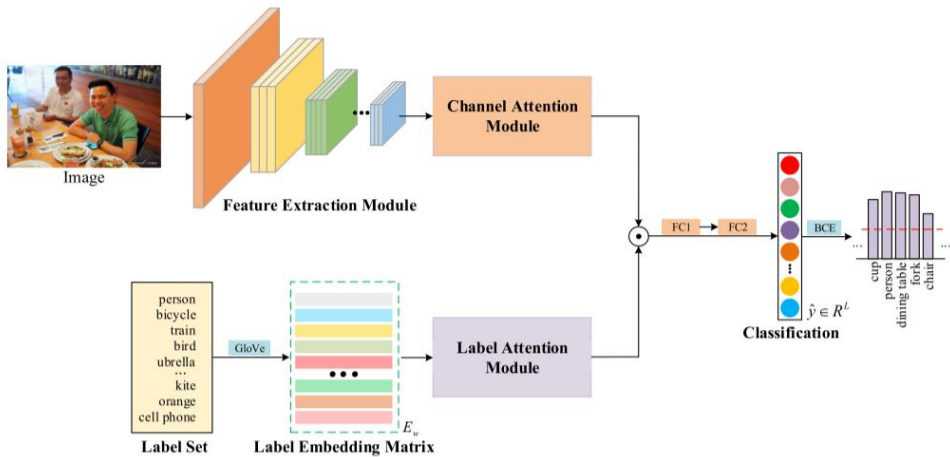 Image
Feature Extraction Module
Channel Attention
Module
FC1
FC2
BCE
...
...
cup
person
dining table
fork
chair
ŷ ∈ R^L
Classification
person
bicycle
train
bird
ubrella
...
kite
orange
cell phone
Label Set
GloVe
E_w
Label Embedding Matrix
Label Attention
Module